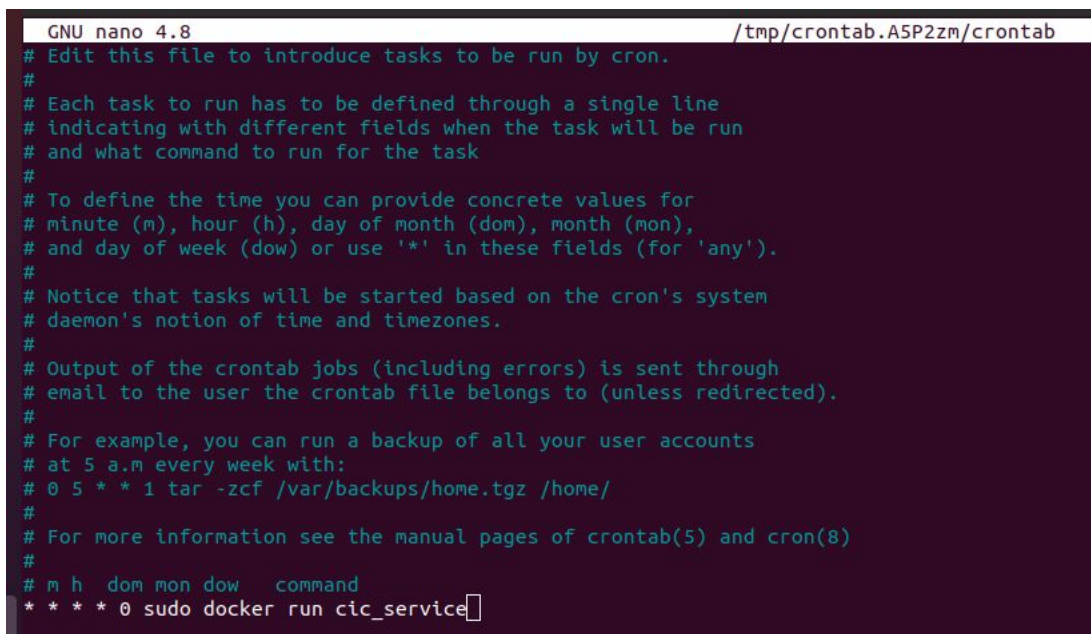 GNU nano 4.8 /tmp/crontab.A5P2zm/crontab
# Edit this file to introduce tasks to be run by cron.
#
# Each task to run has to be defined through a single line
# indicating with different fields when the task will be run
# and what command to run for the task
#
# To define the time you can provide concrete values for
# minute (m), hour (h), day of month (dom), month (mon),
# and day of week (dow) or use '*' in these fields (for 'any').
#
# Notice that tasks will be started based on the cron's system
# daemon's notion of time and timezones.
#
# Output of the crontab jobs (including errors) is sent through
# email to the user the crontab file belongs to (unless redirected).
#
# For example, you can run a backup of all your user accounts
# at 5 a.m every week with:
# 0 5 * * 1 tar -zcf /var/backups/home.tgz /home/
#
# For more information see the manual pages of crontab(5) and cron(8)
#
# m h  dom mon dow   command
* * * * 0 sudo docker run cic_service